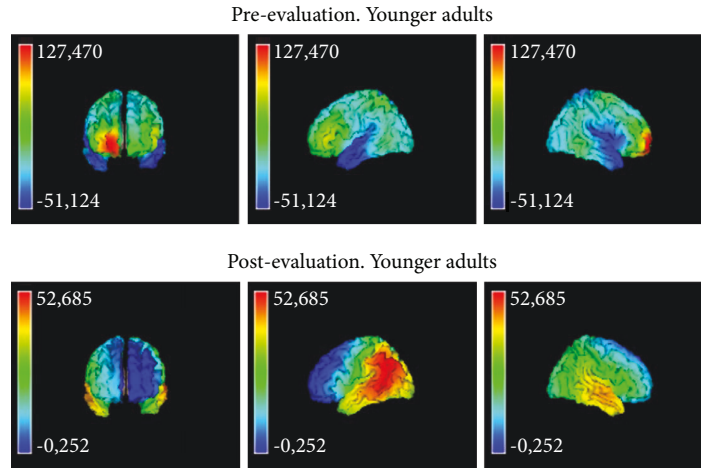 Pre-evaluation. Younger adults
127,470 127,470 127,470
-51,124 -51,124 -51,124
Post-evaluation. Younger adults
52,685 52,685 52,685
-0,252 -0,252 -0,252